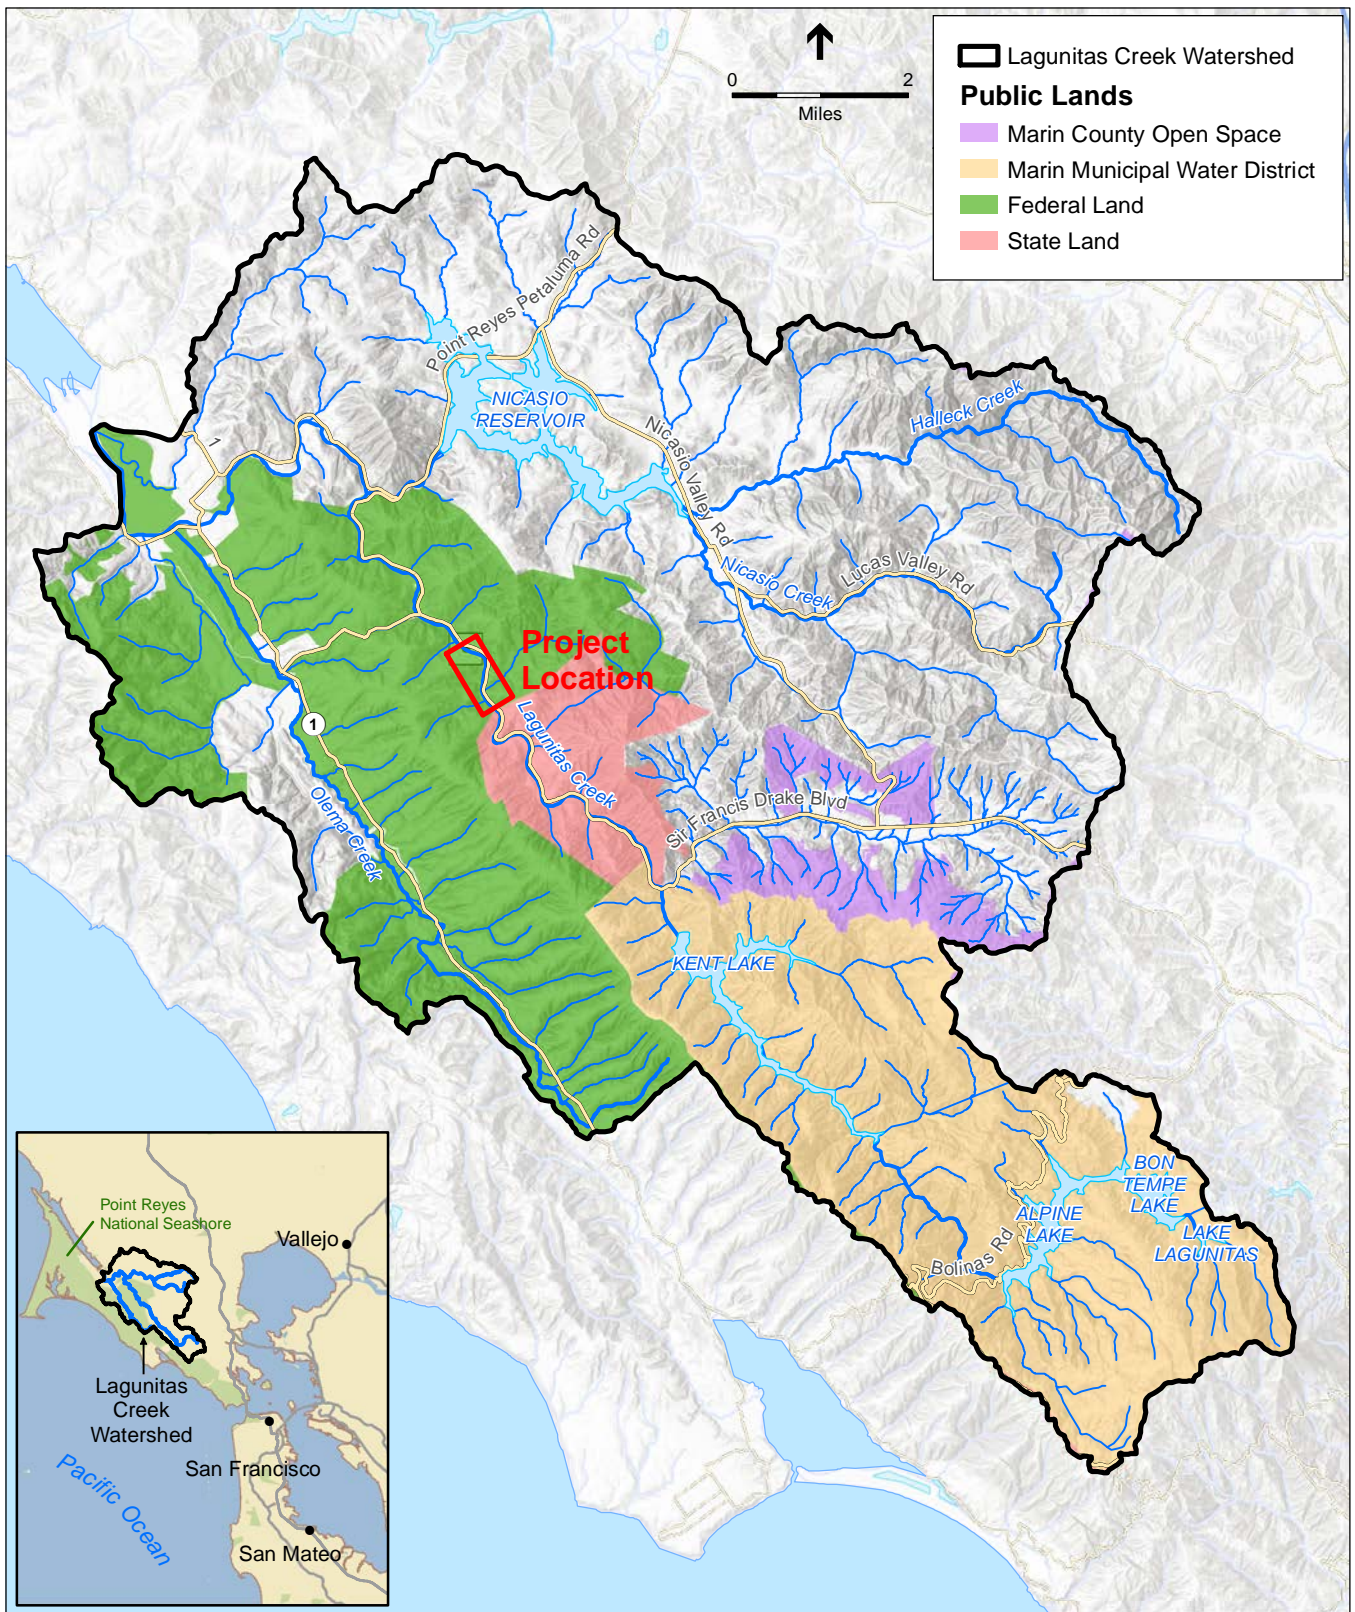 0 2
Miles
Lagunitas Creek Watershed
Public Lands
Marin County Open Space
Marin Municipal Water District
Federal Land
State Land
Point Reyes Petaluma Rd
NICASIO
RESERVOIR
Halleck Creek
1
Nicasio Valley Rd
Nicasio Creek
Lucas Valley Rd
Project
Location
1
Lagunitas Creek
Olema Creek
Sir Francis Drake Blvd
KENT LAKE
BON
TEMPE
LAKE
ALPINE
LAKE
LAKE
LAGUNITAS
Bolinas Rd
Point Reyes
National Seashore
Vallejo
Lagunitas
Creek
Watershed
San Francisco
Pacific Ocean
San Mateo